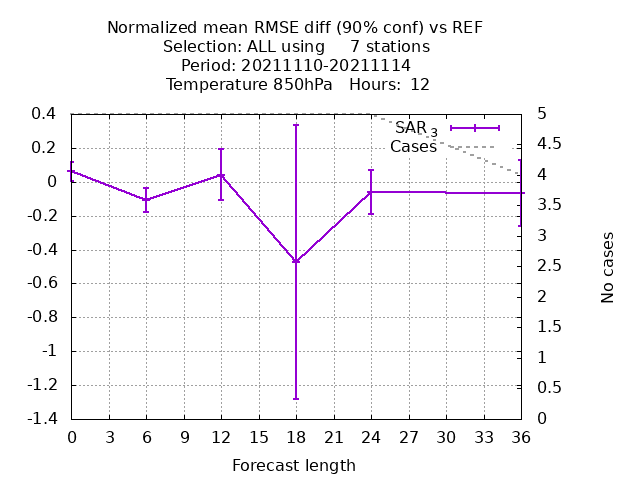 Normalized mean RMSE diff (90% conf) vs REF
Selection: ALL using     7 stations
Period: 20211110-20211114
Temperature 850hPa   Hours: 12
0.4
0.2
0
-0.2
-0.4
-0.6
-0.8
-1
-1.2
-1.4
SAR 3
Cases
5
4.5
4
3.5
3
2.5
2
1.5
1
0.5
0
No cases
0 3 6 9 12 15 18 21 24 27 30 33 36
Forecast length